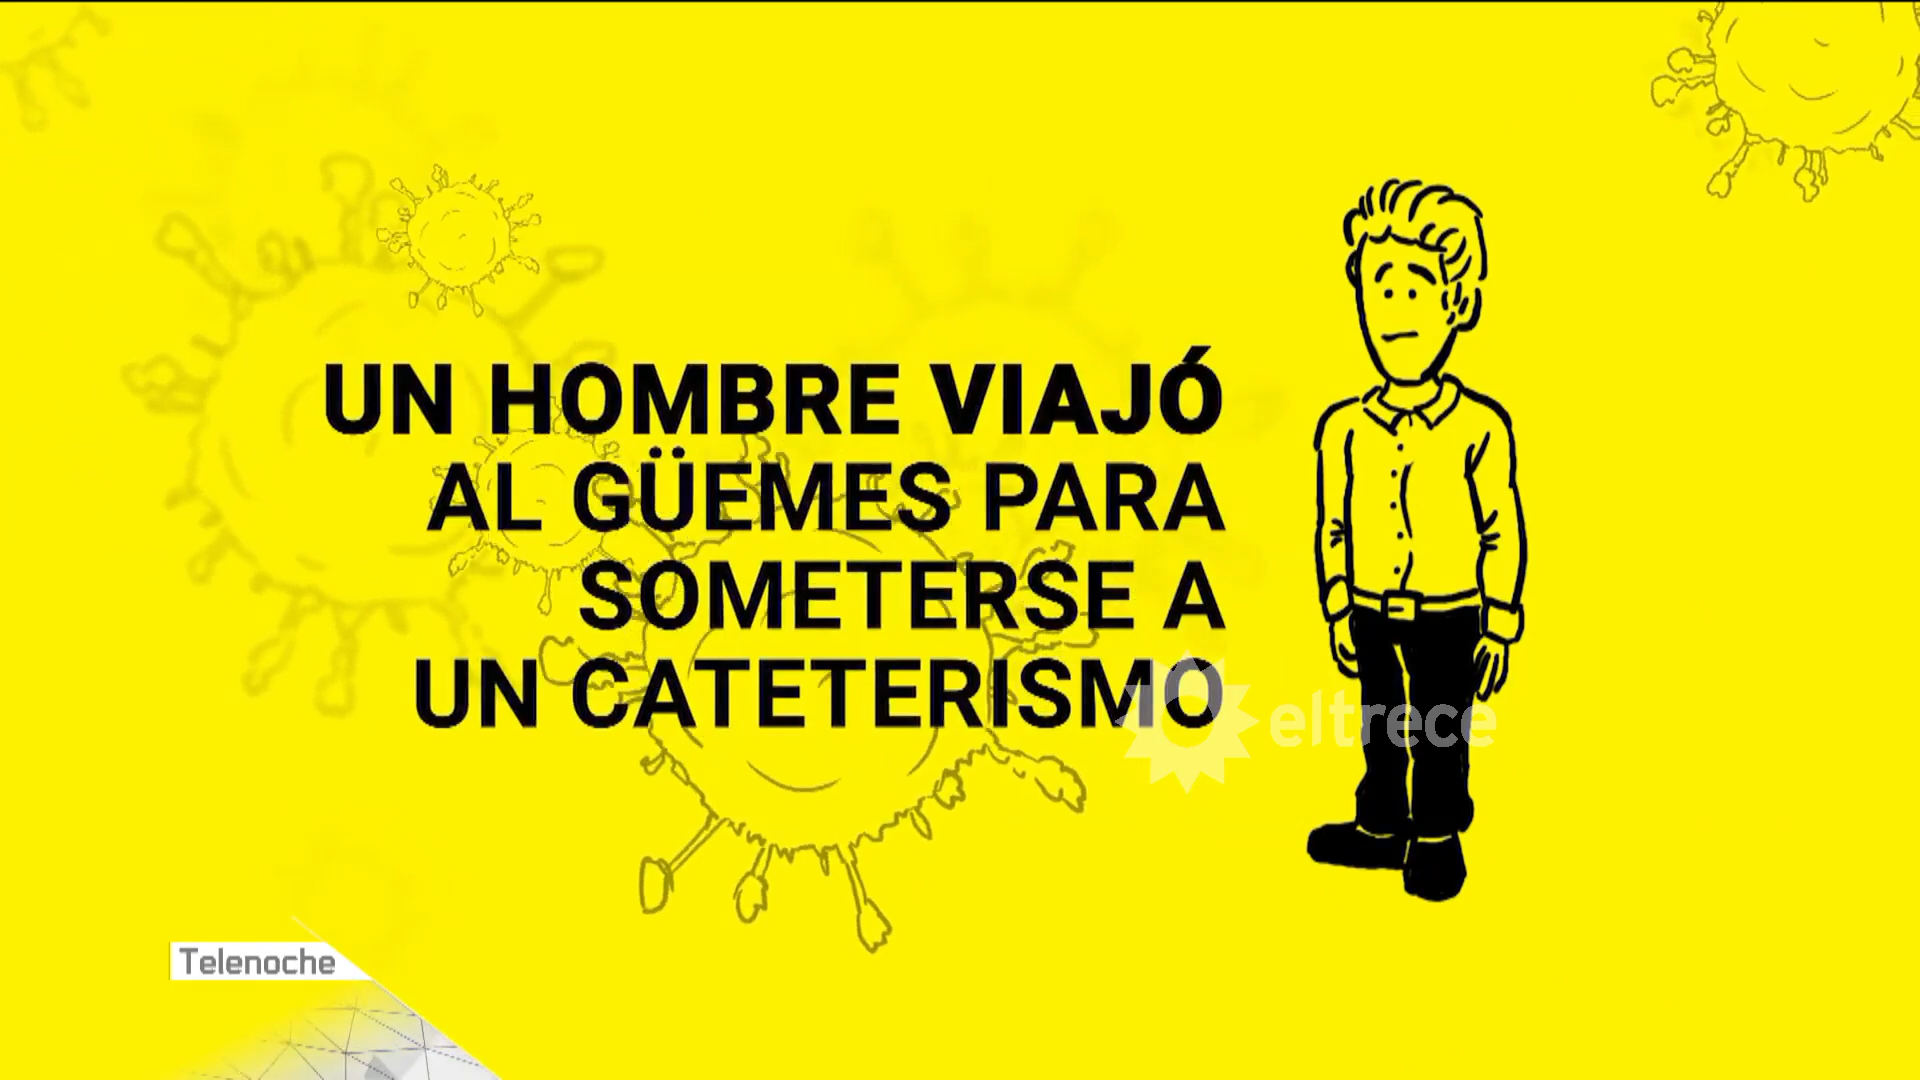 UN HOMBRE VIAJÓ
AL GÜEMES PARA
SOMETERSE A
UN CATETERISMO
eltrece
Telenoche